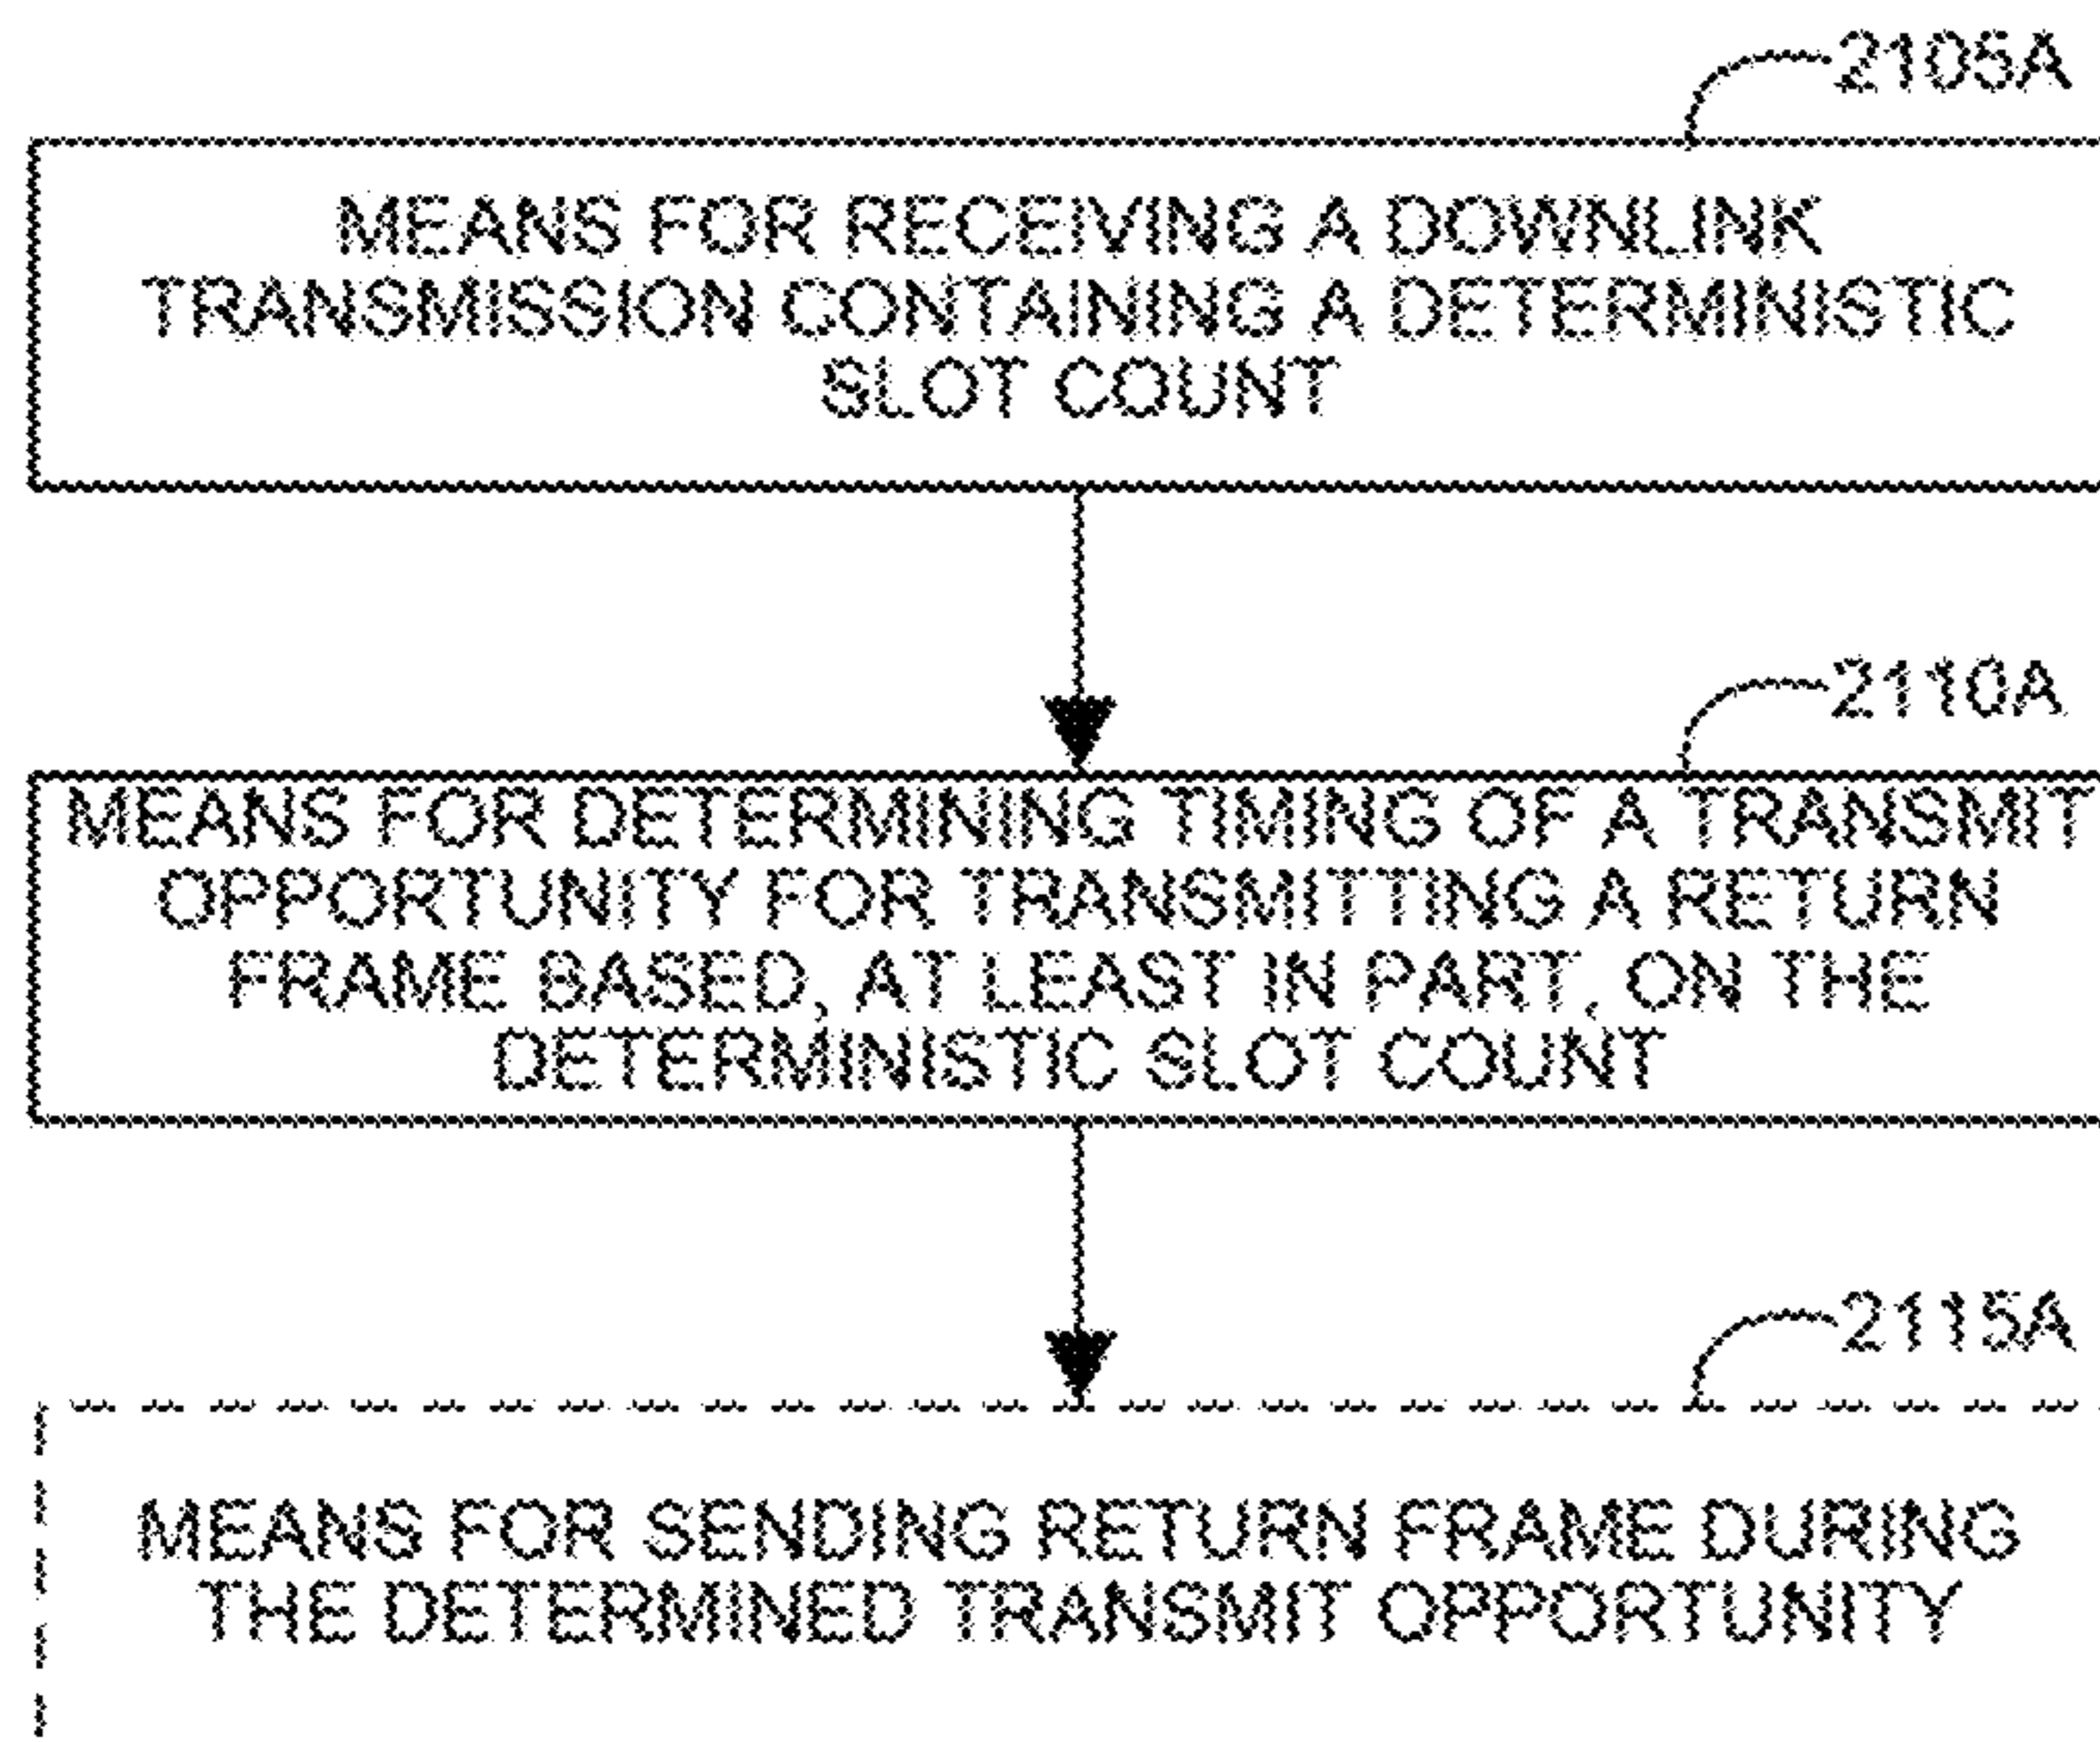 2105A
MEANS FOR RECEIVING A DOWNLINK
TRANSMISSION CONTAINING A DETERMINISTIC
SLOT COUNT
2110A
MEANS FOR DETERMINING TIMING OF A TRANSMIT
OPPORTUNITY FOR TRANSMITTING A RETURN
FRAME BASED, AT LEAST IN PART, ON THE
DETERMINISTIC SLOT COUNT
2115A
MEANS FOR SENDING RETURN FRAME DURING
THE DETERMINED TRANSMIT OPPORTUNITY